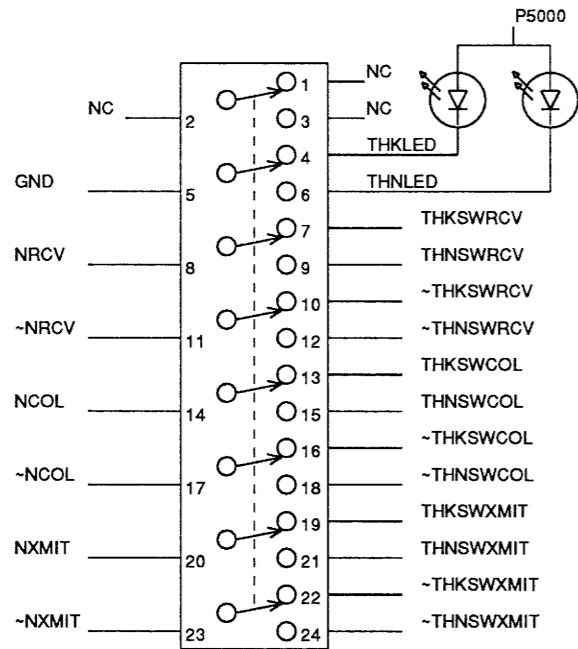 P5000
1 NC
NC 2
3 NC
4 THKLED
GND 5
6 THNLED
7 THKSWRCV
NRCV 8
9 THNSWRCV
10 ~THKSWRCV
~NRCV 11
12 ~THNSWRCV
13 THKSWCOL
NCOL 14
15 THNSWCOL
16 ~THKSWCOL
~NCOL 17
18 ~THNSWCOL
19 THKSWXMIT
NXMIT 20
21 THNSWXMIT
22 ~THKSWXMIT
~NXMIT 23
24 ~THNSWXMIT